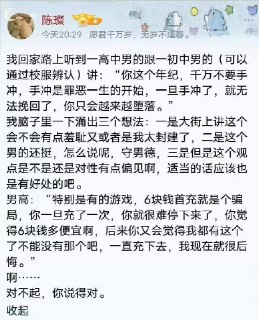 陈璨
今天20:29 愿君千万岁，无岁不逢春。
我回家路上听到一高中男的跟一初中男的（可以
通过校服辨认）讲：“你这个年纪，千万不要手
冲，手冲是罪恶一生的开始，一旦手冲了，就无
法挽回了，你只会越来越堕落。”
我脑子里一下涌出三个想法：一是大街上讲这个
会不会有点羞耻又或者是我太封建了，二是这个
男的还挺，怎么说呢，守男德，三是但是这个观
点是不是还是对性有点偏见啊，适当的话应该也
是有好处的吧。
男高：“特别是有的游戏，6块钱首充就是个骗
局，你一旦充了一次，你就很难停下来了，你觉
得6块钱多便宜啊，后来你又会觉得我都有这个
了不能没有那个吧，一直充下去，我现在就很后
悔。”
啊……
对不起，你说得对。
收起